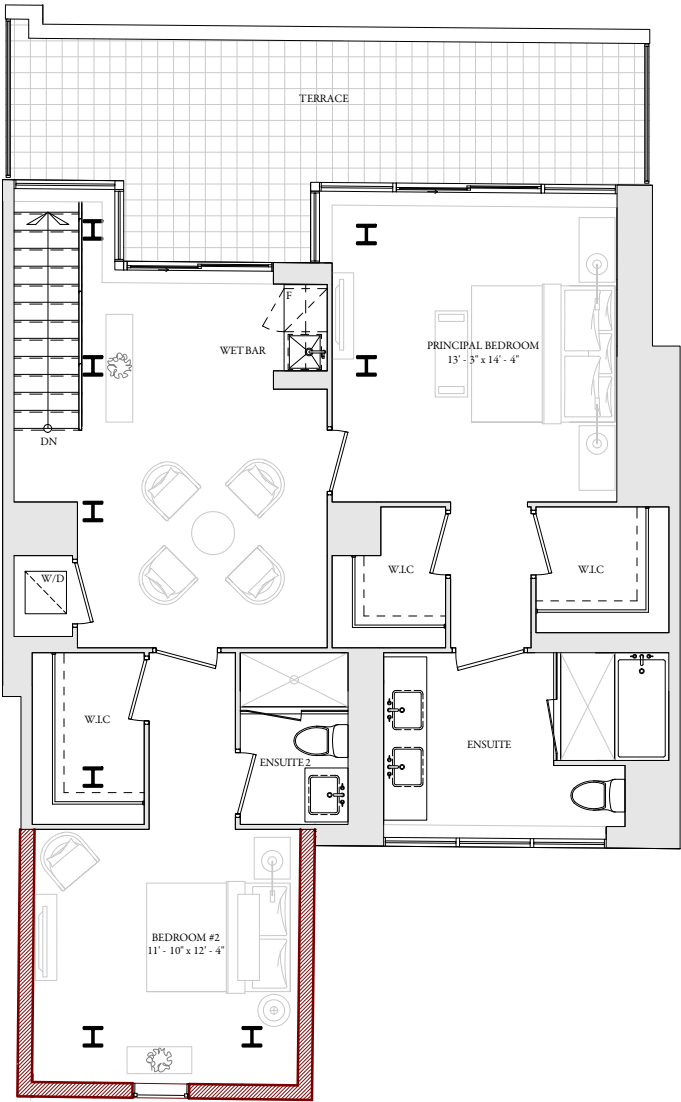 TERRACE
F
WET BAR
PRINCIPAL BEDROOM
13' - 3" x 14' - 4"
DN
W/D
W.I.C
W.I.C
W.I.C
ENSUITE
ENSUITE 2
BEDROOM #2
11' - 10" x 12' - 4"